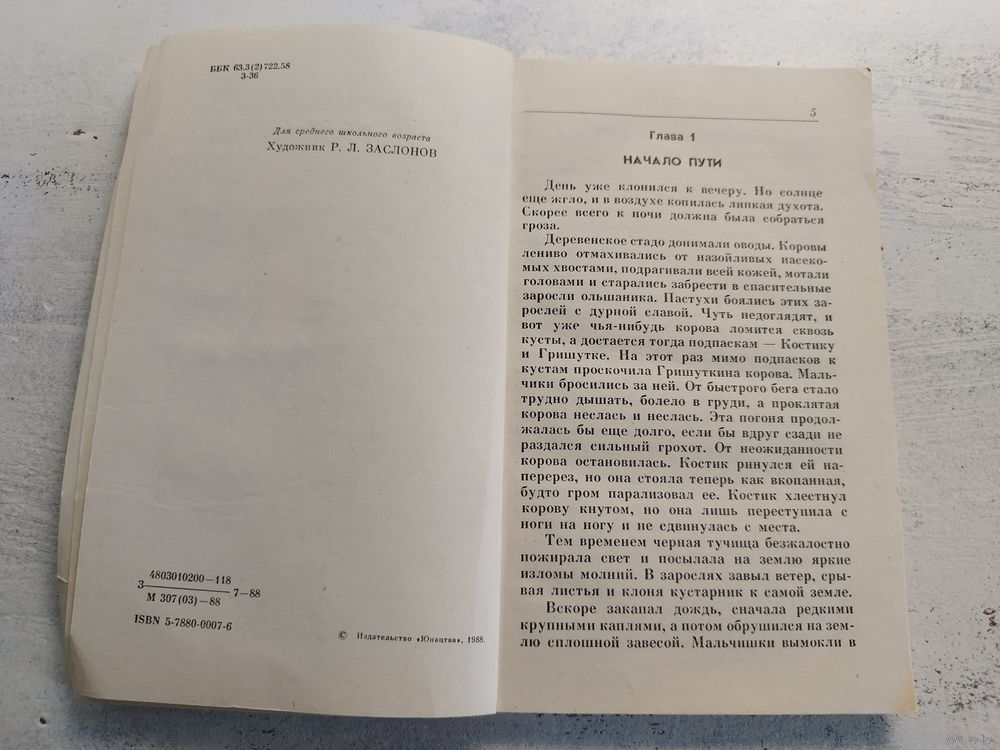 ББК 63.3(2)722.58
З-36
Для среднего школьного возраста
Художник Р. Л. ЗАСЛОНОВ
4803010200—118
З 7—88
М 307(03)—88
ISBN 5-7880-0007-6
© Издательство «Юнацтва», 1988.
5
Глава 1
НАЧАЛО ПУТИ
День уже клонился к вечеру. Но солнце
еще жгло, и в воздухе копилась липкая духота.
Скорее всего к ночи должна была собраться
гроза.
Деревенское стадо донимали оводы. Коровы
лениво отмахивались от назойливых насеко-
мых хвостами, подрагивали всей кожей, мотали
головами и старались забрести в спасительные
заросли ольшаника. Пастухи боялись этих за-
рослей с дурной славой. Чуть недоглядят, и
вот уже чья-нибудь корова ломится сквозь
кусты, а достается тогда подпаскам — Костику
и Гришутке. На этот раз мимо подпасков к
кустам проскочила Гришуткина корова. Маль-
чики бросились за ней. От быстрого бега стало
трудно дышать, болело в груди, а проклятая
корова неслась и неслась. Эта погоня продол-
жалась бы еще долго, если бы вдруг сзади не
раздался сильный грохот. От неожиданности
корова остановилась. Костик ринулся ей на-
перерез, но она стояла теперь как вкопанная,
будто гром парализовал ее. Костик хлестнул
корову кнутом, но она лишь переступила с
ноги на ногу и не сдвинулась с места.
Тем временем черная тучища безжалостно
пожирала свет и посылала на землю яркие
изломы молний. В зарослях завыл ветер, сры-
вая листья и клоня кустарник к самой земле.
Вскоре закапал дождь, сначала редкими
крупными каплями, а потом обрушился на зем-
лю сплошной завесой. Мальчишки вымокли в
www.ay.by